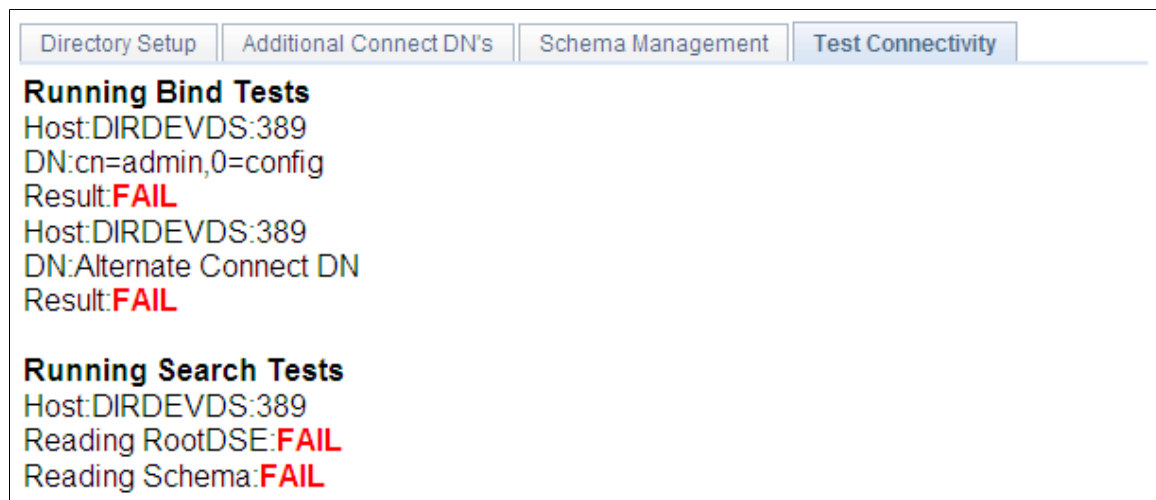 Directory Setup Additional Connect DN's Schema Management Test Connectivity
Running Bind Tests
Host:DIRDEVDS:389
DN:cn=admin,0=config
Result:FAIL
Host:DIRDEVDS:389
DN:Alternate Connect DN
Result:FAIL
Running Search Tests
Host:DIRDEVDS:389
Reading RootDSE:FAIL
Reading Schema:FAIL